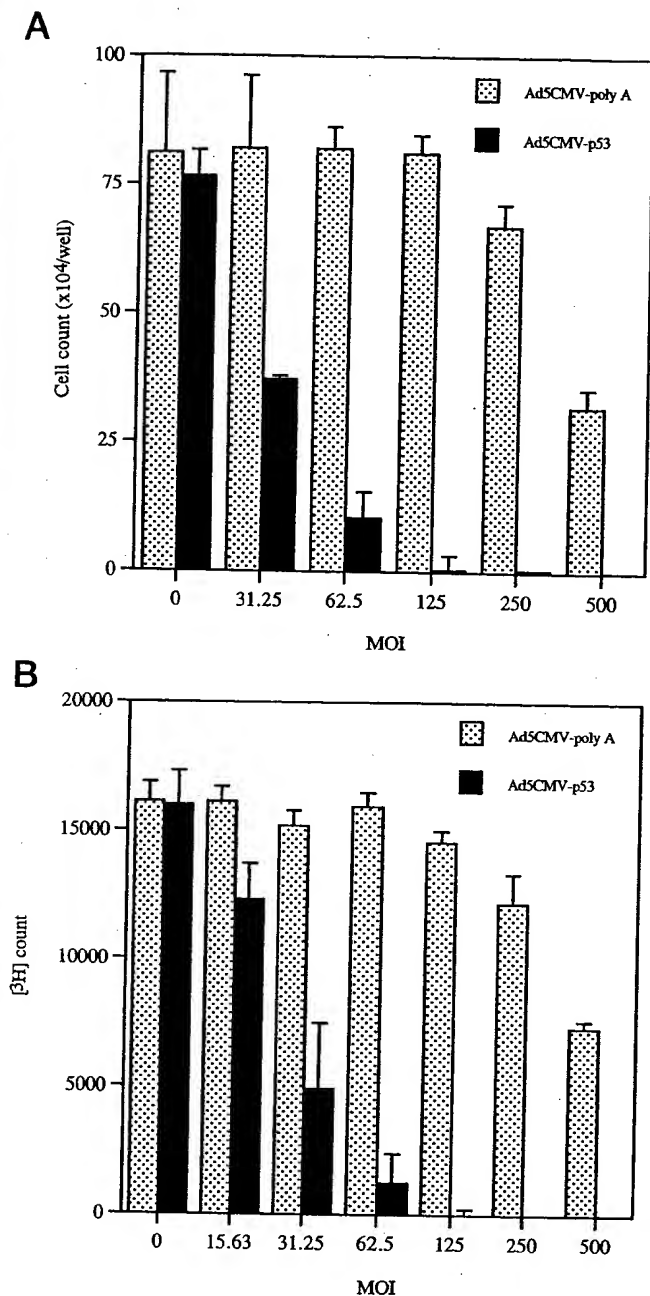 A
100
75
50
25
0
Cell count (x104/well)
Ad5CMV-poly A
Ad5CMV-p53
0 31.25 62.5 125 250 500
MOI
B
20000
15000
10000
5000
0
[3H] count
Ad5CMV-poly A
Ad5CMV-p53
0 15.63 31.25 62.5 125 250 500
MOI